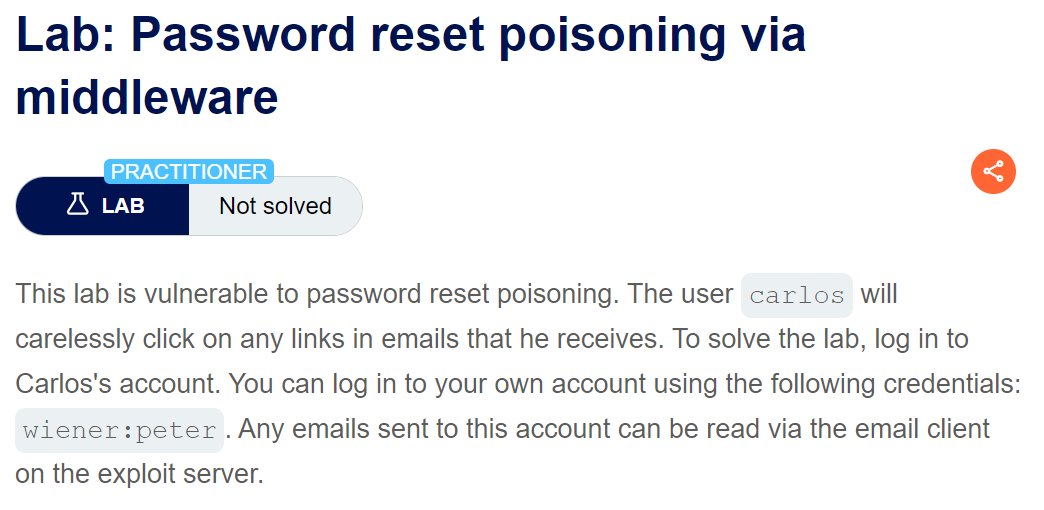 Lab: Password reset poisoning via
middleware
PRACTITIONER
LAB Not solved
This lab is vulnerable to password reset poisoning. The user carlos will
carelessly click on any links in emails that he receives. To solve the lab, log in to
Carlos's account. You can log in to your own account using the following credentials:
wiener:peter. Any emails sent to this account can be read via the email client
on the exploit server.